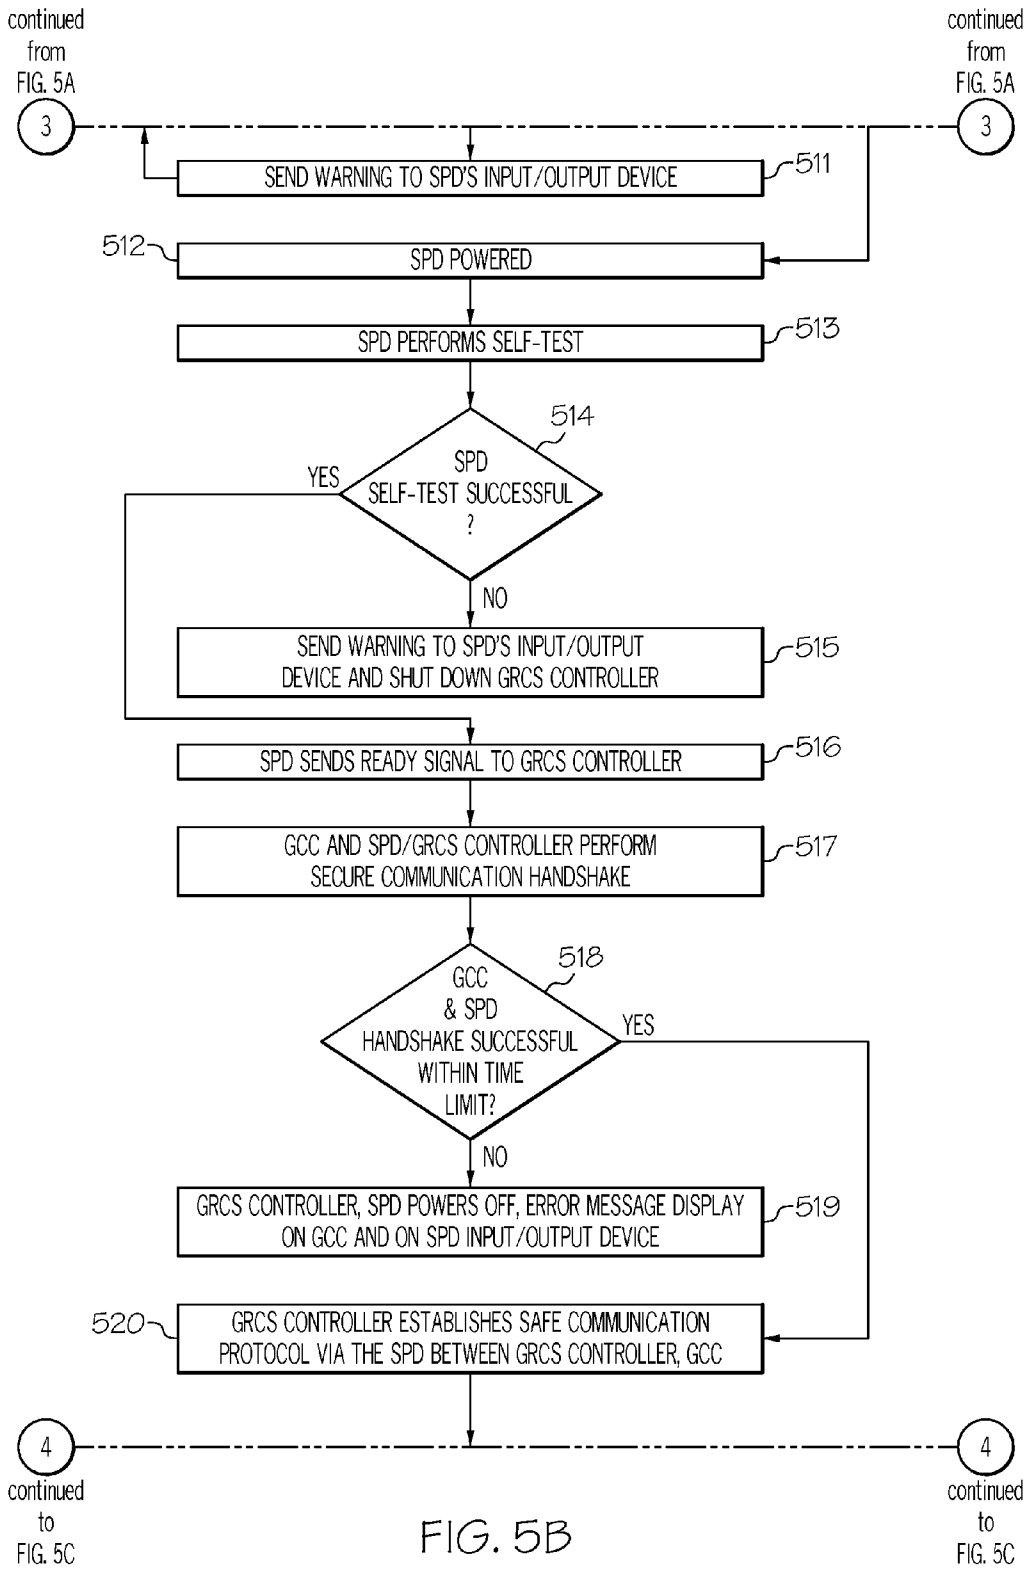 continued
from
FIG. 5A
3
continued
from
FIG. 5A
3
SEND WARNING TO SPD'S INPUT/OUTPUT DEVICE
511
512
SPD POWERED
SPD PERFORMS SELF-TEST
513
514
SPD
SELF-TEST SUCCESSFUL
?
YES
NO
SEND WARNING TO SPD'S INPUT/OUTPUT
DEVICE AND SHUT DOWN GRCS CONTROLLER
515
SPD SENDS READY SIGNAL TO GRCS CONTROLLER
516
GCC AND SPD/GRCS CONTROLLER PERFORM
SECURE COMMUNICATION HANDSHAKE
517
518
GCC
& SPD
HANDSHAKE SUCCESSFUL
WITHIN TIME
LIMIT?
YES
NO
GRCS CONTROLLER, SPD POWERS OFF, ERROR MESSAGE DISPLAY
ON GCC AND ON SPD INPUT/OUTPUT DEVICE
519
520
GRCS CONTROLLER ESTABLISHES SAFE COMMUNICATION
PROTOCOL VIA THE SPD BETWEEN GRCS CONTROLLER, GCC
4
continued
to
FIG. 5C
4
continued
to
FIG. 5C
FIG. 5B